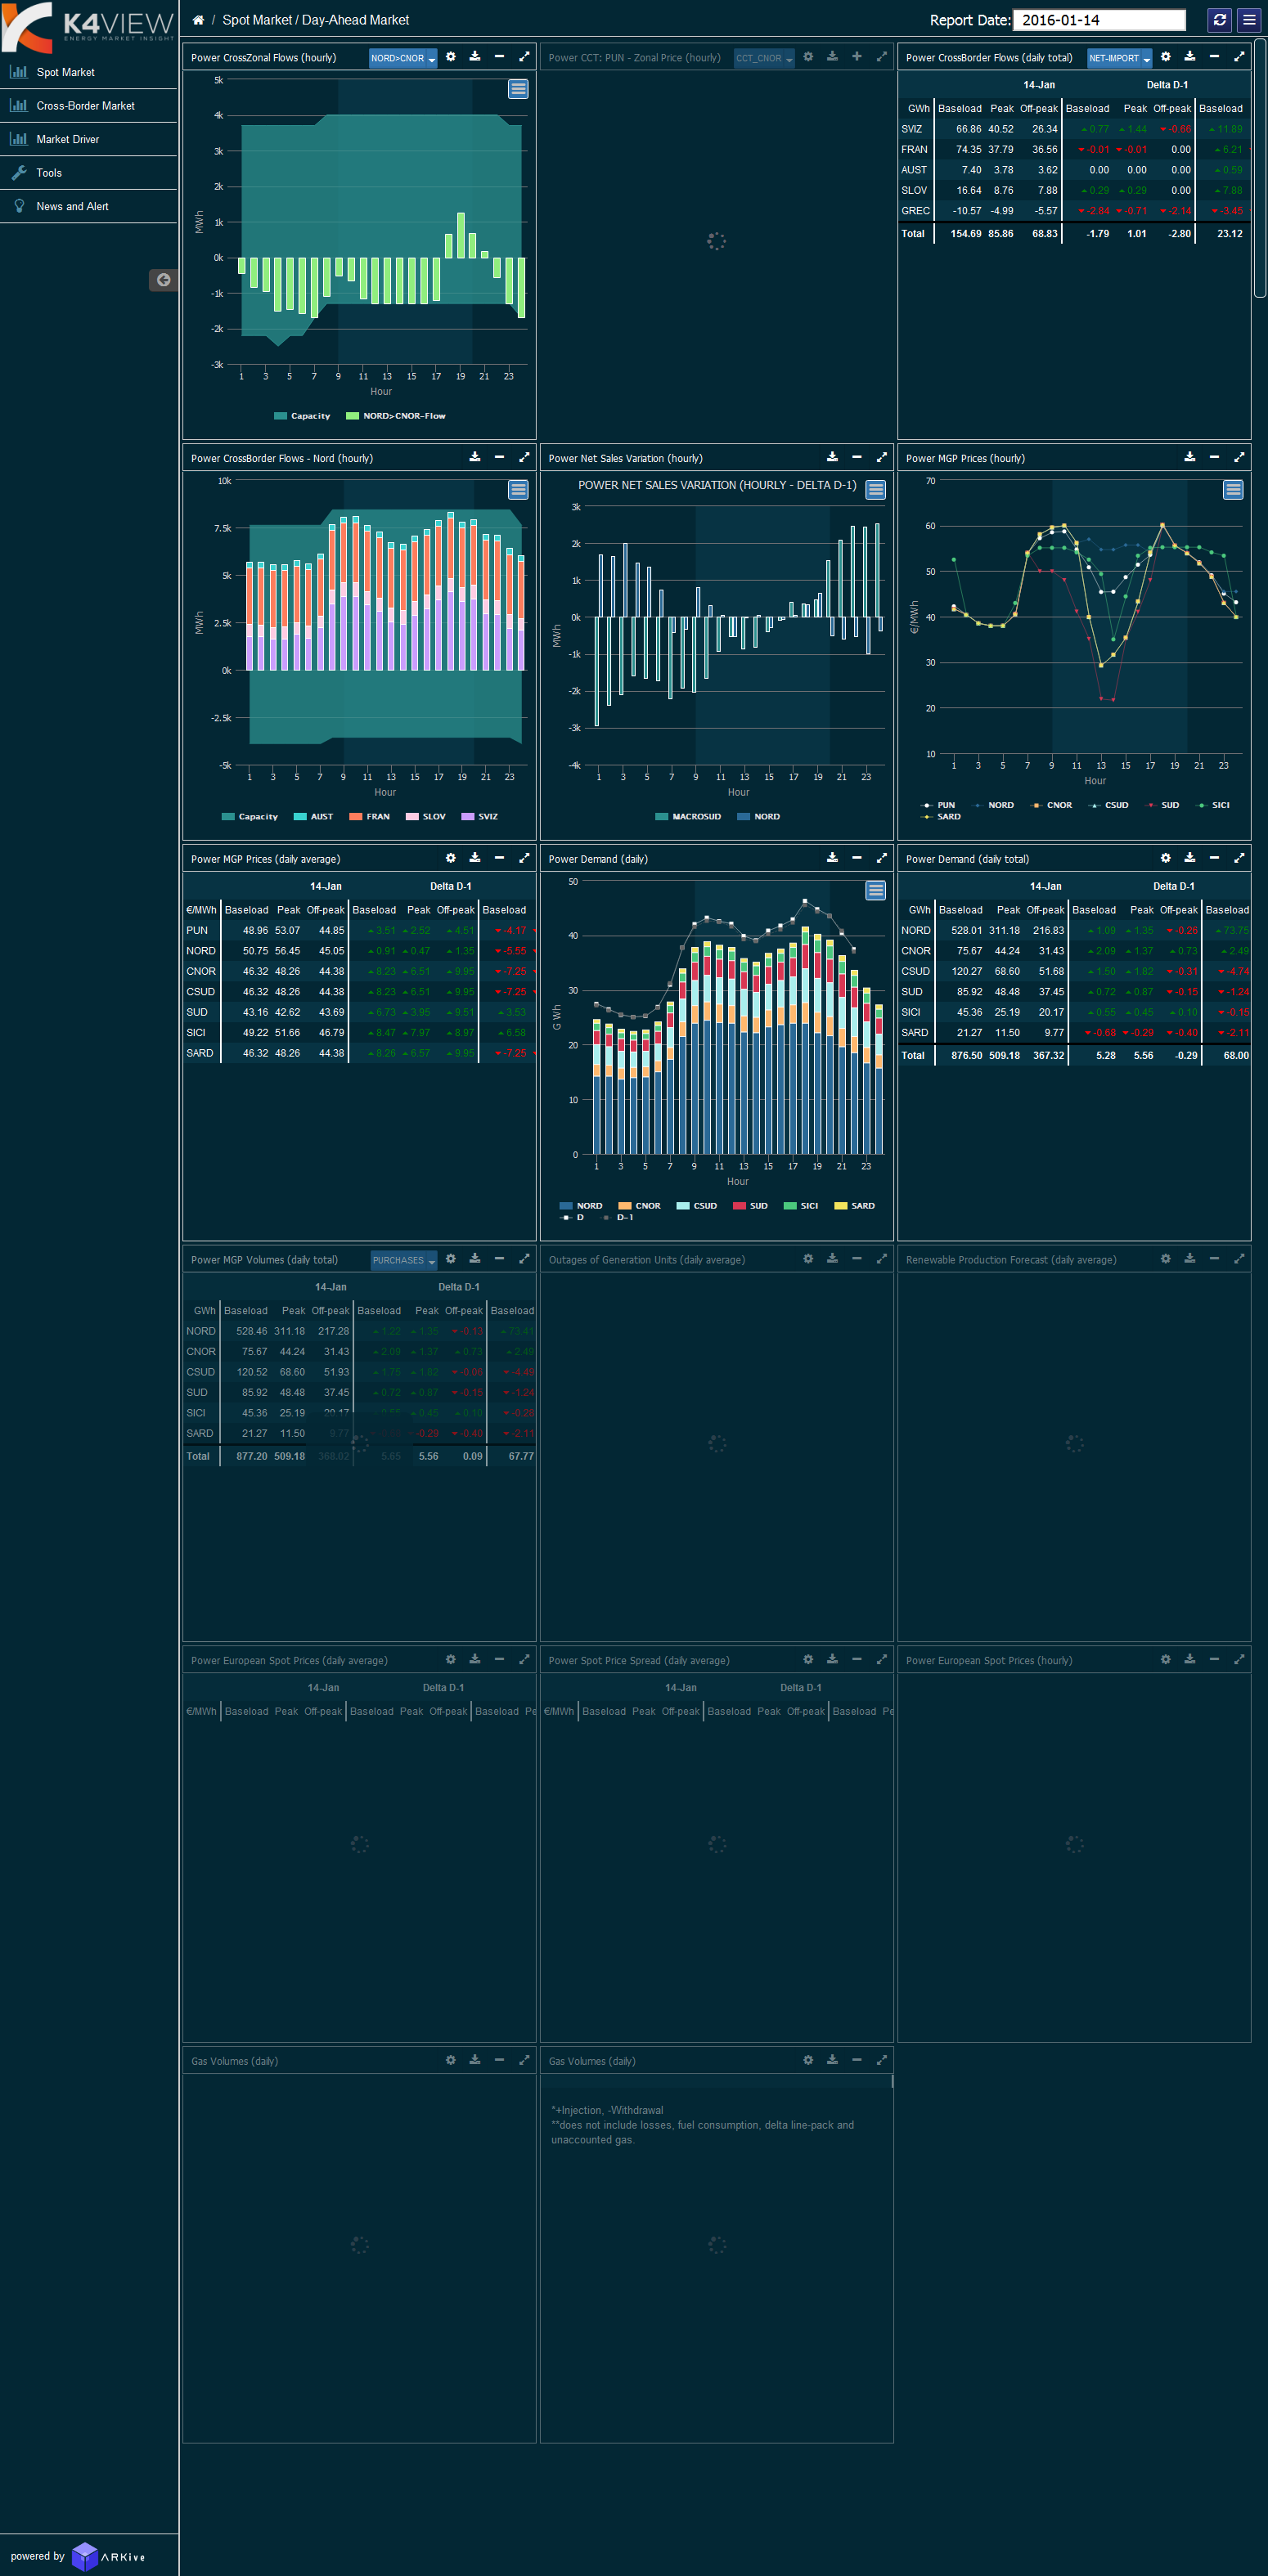 K4VIEW
ENERGY MARKET INSIGHT
Spot Market
Cross-Border Market
Market Driver
Tools
News and Alert
/ Spot Market / Day-Ahead Market
Report Date: 2016-01-14
Power CrossZonal Flows (hourly) NORD>CNOR
5k
4k
3k
2k
1k
0k
-1k
-2k
-3k
MWh
1 3 5 7 9 11 13 15 17 19 21 23
Hour
Capacity NORD>CNOR-Flow
Power CCT: PUN - Zonal Price (hourly) CCT_CNOR
Power CrossBorder Flows (daily total) NET-IMPORT
14-Jan Delta D-1
GWh Baseload Peak Off-peak Baseload Peak Off-peak Baseload
SVIZ 66.86 40.52 26.34 0.77 1.44 -0.66 11.89
FRAN 74.35 37.79 36.56 -0.01 -0.01 0.00 6.21
AUST 7.40 3.78 3.62 0.00 0.00 0.00 0.59
SLOV 16.64 8.76 7.88 0.29 0.29 0.00 7.88
GREC -10.57 -4.99 -5.57 -2.84 -0.71 -2.14 -3.45
Total 154.69 85.86 68.83 -1.79 1.01 -2.80 23.12
Power CrossBorder Flows - Nord (hourly)
10k
7.5k
5k
2.5k
0k
-2.5k
-5k
MWh
1 3 5 7 9 11 13 15 17 19 21 23
Hour
Capacity AUST FRAN SLOV SVIZ
Power Net Sales Variation (hourly)
POWER NET SALES VARIATION (HOURLY - DELTA D-1)
3k
2k
1k
0k
-1k
-2k
-3k
-4k
MWh
1 3 5 7 9 11 13 15 17 19 21 23
Hour
MACROSUD NORD
Power MGP Prices (hourly)
70
60
50
40
30
20
10
€/MWh
1 3 5 7 9 11 13 15 17 19 21 23
Hour
PUN NORD CNOR CSUD SUD SICI
SARD
Power MGP Prices (daily average)
14-Jan Delta D-1
€/MWh Baseload Peak Off-peak Baseload Peak Off-peak Baseload
PUN 48.96 53.07 44.85 3.51 2.52 4.51 -4.17
NORD 50.75 56.45 45.05 0.91 0.47 1.35 -5.55
CNOR 46.32 48.26 44.38 8.23 6.51 9.95 -7.25
CSUD 46.32 48.26 44.38 8.23 6.51 9.95 -7.25
SUD 43.16 42.62 43.69 6.73 3.95 9.51 3.53
SICI 49.22 51.66 46.79 8.47 7.97 8.97 6.58
SARD 46.32 48.26 44.38 8.26 6.57 9.95 -7.25
Power Demand (daily)
50
40
30
20
10
0
G Wh
1 3 5 7 9 11 13 15 17 19 21 23
Hour
NORD CNOR CSUD SUD SICI SARD
D D-1
Power Demand (daily total)
14-Jan Delta D-1
GWh Baseload Peak Off-peak Baseload Peak Off-peak Baseload
NORD 528.01 311.18 216.83 1.09 1.35 -0.26 73.75
CNOR 75.67 44.24 31.43 2.09 1.37 0.73 2.49
CSUD 120.27 68.60 51.68 1.50 1.82 -0.31 -4.74
SUD 85.92 48.48 37.45 0.72 0.87 -0.15 -1.24
SICI 45.36 25.19 20.17 0.55 0.45 0.10 -0.15
SARD 21.27 11.50 9.77 -0.68 -0.29 -0.40 -2.11
Total 876.50 509.18 367.32 5.28 5.56 -0.29 68.00
Power MGP Volumes (daily total) PURCHASES
14-Jan Delta D-1
GWh Baseload Peak Off-peak Baseload Peak Off-peak Baseload
NORD 528.46 311.18 217.28 1.22 1.35 -0.13 73.41
CNOR 75.67 44.24 31.43 2.09 1.37 0.73 2.49
CSUD 120.52 68.60 51.93 1.75 1.82 -4.49
SUD 85.92 48.48 37.45 0.72 0.87 -0.15 -1.24
SICI 45.36 25.19 20.17 0.55 0.45 0.10 -0.28
SARD 21.27 11.50 9.77 -0.29 -0.40 -2.11
Total 877.20 509.18 368.02 5.65 5.56 0.09 67.77
Outages of Generation Units (daily average)
Renewable Production Forecast (daily average)
Power European Spot Prices (daily average)
14-Jan Delta D-1
€/MWh Baseload Peak Off-peak Baseload Peak Off-peak Baseload Pe
Power Spot Price Spread (daily average)
14-Jan Delta D-1
€/MWh Baseload Peak Off-peak Baseload Peak Off-peak Baseload Pe
Power European Spot Prices (hourly)
Gas Volumes (daily)
Gas Volumes (daily)
*+Injection, -Withdrawal
**does not include losses, fuel consumption, delta line-pack and
unaccounted gas.
powered by ARKive